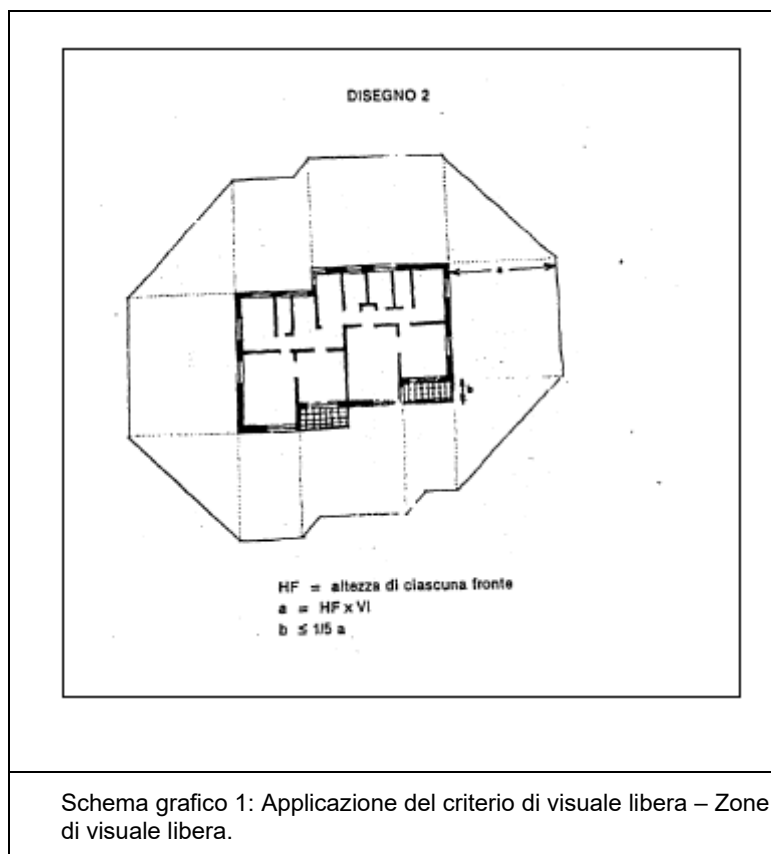 DISEGNO 2
a
b
HF = altezza di ciascuna fronte
a = HF x VI
b ≤ 1/5 a
Schema grafico 1: Applicazione del criterio di visuale libera – Zone
di visuale libera.